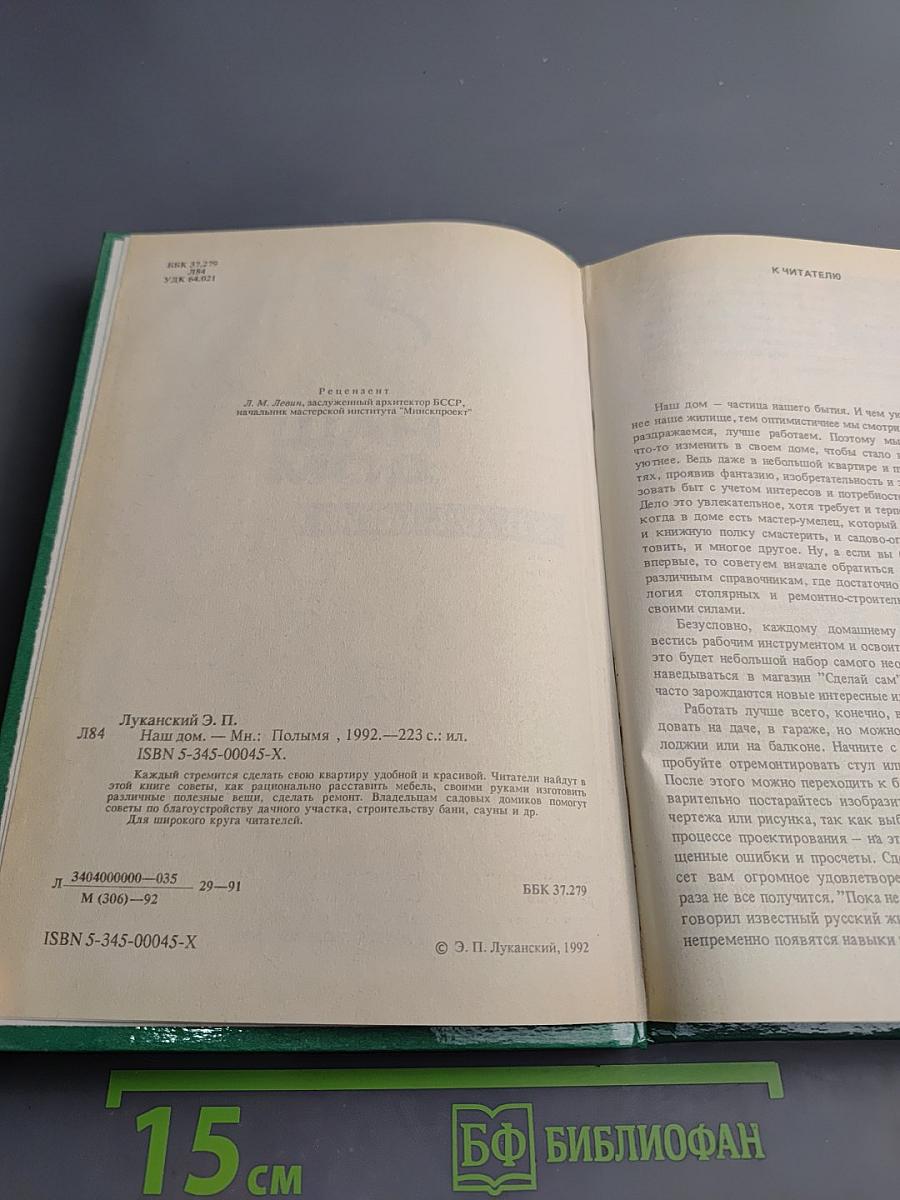 ББК 37.279
Л84
УДК 64.021
Рецензент
Л. М. Левин, заслуженный архитектор БССР,
начальник мастерской института "Минскпроект"
Луканский Э. П.
Л84 Наш дом. — Мн.: Полымя , 1992.—223 с.: ил.
ISBN 5-345-00045-X.
Каждый стремится сделать свою квартиру удобной и красивой. Читатели найдут в
этой книге советы, как рационально расставить мебель, своими руками изготовить
различные полезные вещи, сделать ремонт. Владельцам садовых домиков помогут
советы по благоустройству дачного участка, строительству бани, сауны и др.
Для широкого круга читателей.
Л 3404000000—035 29—91
М (306)—92
ББК 37.279
ISBN 5-345-00045-X
© Э. П. Луканский, 1992
К ЧИТАТЕЛЮ
Наш дом — частица нашего бытия. И чем
нее наше жилище, тем оптимистичнее мы
раздражаемся, лучше работаем. Поэтому мы
что-то изменить в своем доме, чтобы стало
уютнее. Ведь даже в небольшой квартире и
тях, проявив фантазию, изобретательность и
зовать быт с учетом интересов и
Дело это увлекательное, хотя требует и
когда в доме есть мастер-умелец, который
и книжную полку смастерить, и
товить, и многое другое. Ну, а если вы
впервые, то советуем вначале обратиться
различным справочникам, где достаточно
логия столярных и
своими силами.
Безусловно, каждому домашнему
вестись рабочим инструментом и
это будет небольшой набор самого
наведываться в магазин "Сделай сам"
часто зарождаются новые интересные
Работать лучше всего, конечно, в
довать на даче, в гараже, но можно
лоджии или на балконе. Начните с
пробуйте отремонтировать стул или
После этого можно переходить к
варительно постарайтесь
чертежа или рисунка, так как
процессе проектирования — на
щенные ошибки и просчеты.
сет вам огромное
раза не все получится. "Пока не
говорил известный русский
непременно появятся навыки
15 см
БФ БИБЛИОФАН